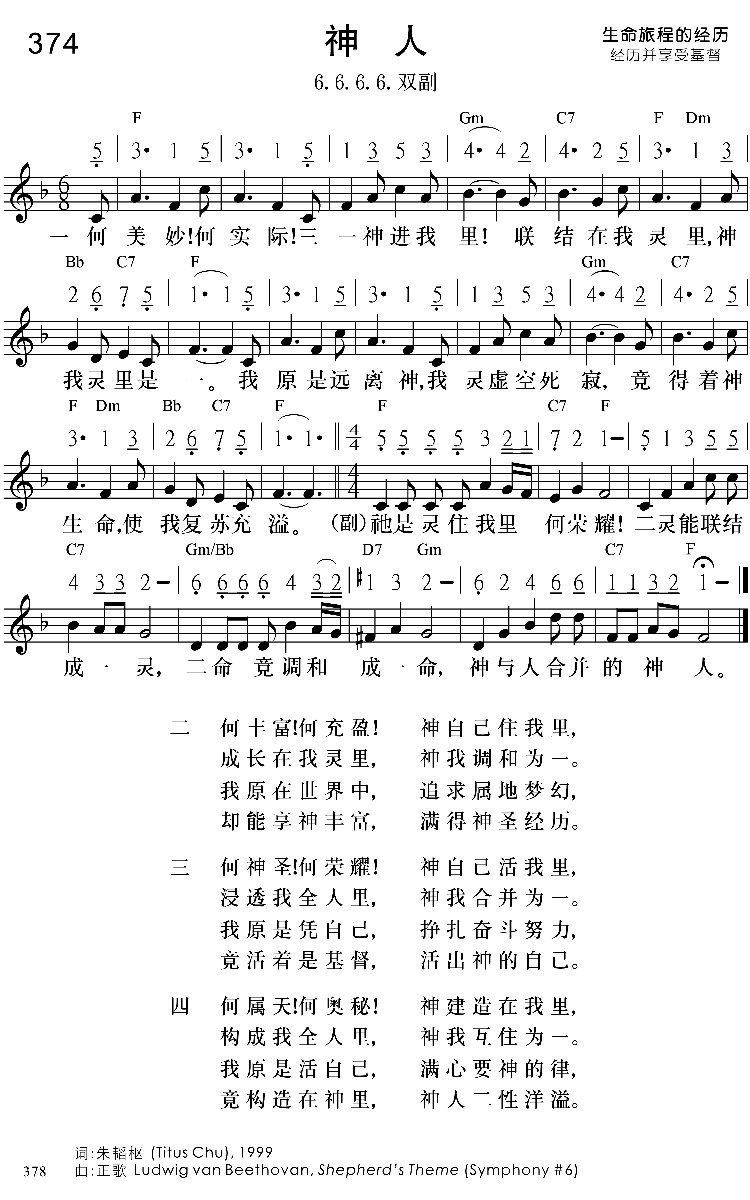 374
神 人
生命旅程的经历
经历并享受基督
6.6.6.6.双副
F Gm C7 F Dm
5 | 3• 1 5 | 3• 1 5 | 1 3 5 3 | 4• 4 2 | 4• 2 5 | 3• 1 3 |
6 8
一 何 美 妙!何 实 际!三 一神进我 里! 联 结 在 我 灵 里,神
Bb C7 F Gm C7
2 6 7 5 | 1• 1 5 | 3• 1 5 | 3• 1 5 | 1 3 5 3 | 4• 4 2 | 4• 2 5 |
我灵里是 一。 我 原 是远 离 神,我 灵虚空死 寂, 竟 得 着 神
F Dm Bb C7 F F C7 F
3• 1 3 | 2 6 7 5 | 1• 1• || 4/4 5 5 5 5 3 2 1 | 7 2 1 – | 5 1 3 5 5 |
4 4
生 命,使 我复苏充 溢。 (副)祂是灵住我里 何荣耀! 二灵能联结
C7 Gm/Bb D7 Gm C7 F
4 3 3 2 – | 6 6 6 6 4 3 2 | #1 3 2 – | 6 2 4 6 6 | 1 1 3 2 1 –
成 一 灵, 二命 竟调和 成 一 命, 神与人合并 的 神 人。
二 何丰富!何充盈! 神自己住我里,
成长在我灵里, 神我调和为一。
我原在世界中, 追求属地梦幻,
却能享神丰富, 满得神圣经历。
三 何神圣!何荣耀! 神自己活我里,
浸透我全人里, 神我合并为一。
我原是凭自己, 挣扎奋斗努力,
竟活着是基督, 活出神的自己。
四 何属天!何奥秘! 神建造在我里,
构成我全人里, 神我互住为一。
我原是活自己, 满心要神的律,
竟构造在神里, 神人二性洋溢。
词:朱韬枢 (Titus Chu), 1999
378 曲:正歌 Ludwig van Beethovan, Shepherd's Theme (Symphony #6)